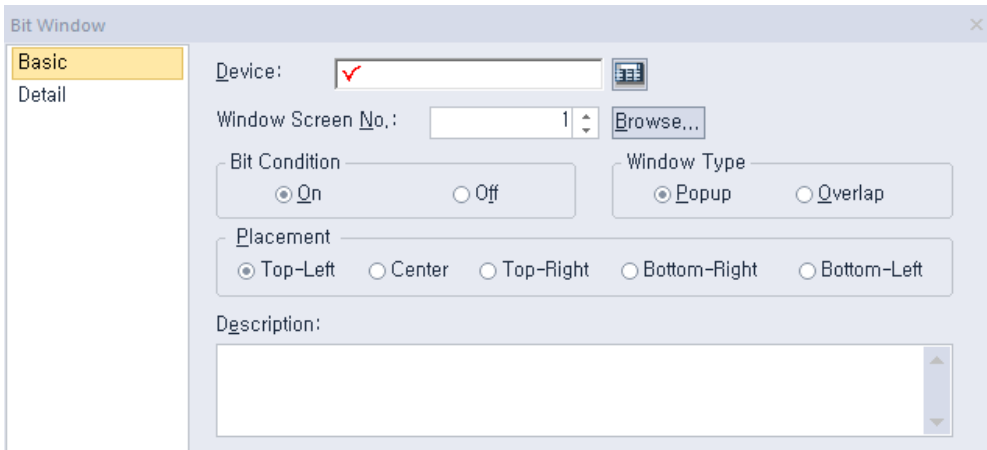 Bit Window
Basic
Detail
Device:
Window Screen No.: 1 Browse...
Bit Condition
On Off
Window Type
Popup Overlap
Placement
Top-Left Center Top-Right Bottom-Right Bottom-Left
Description: